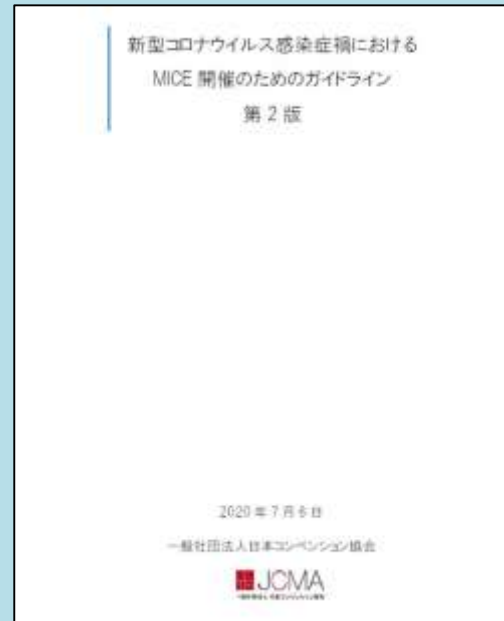 新型コロナウイルス感染症禍における
MICE 開催のためのガイドライン
第 2 版
2020 年 7 月 6 日
一般社団法人日本コンベンション協会
JCMA